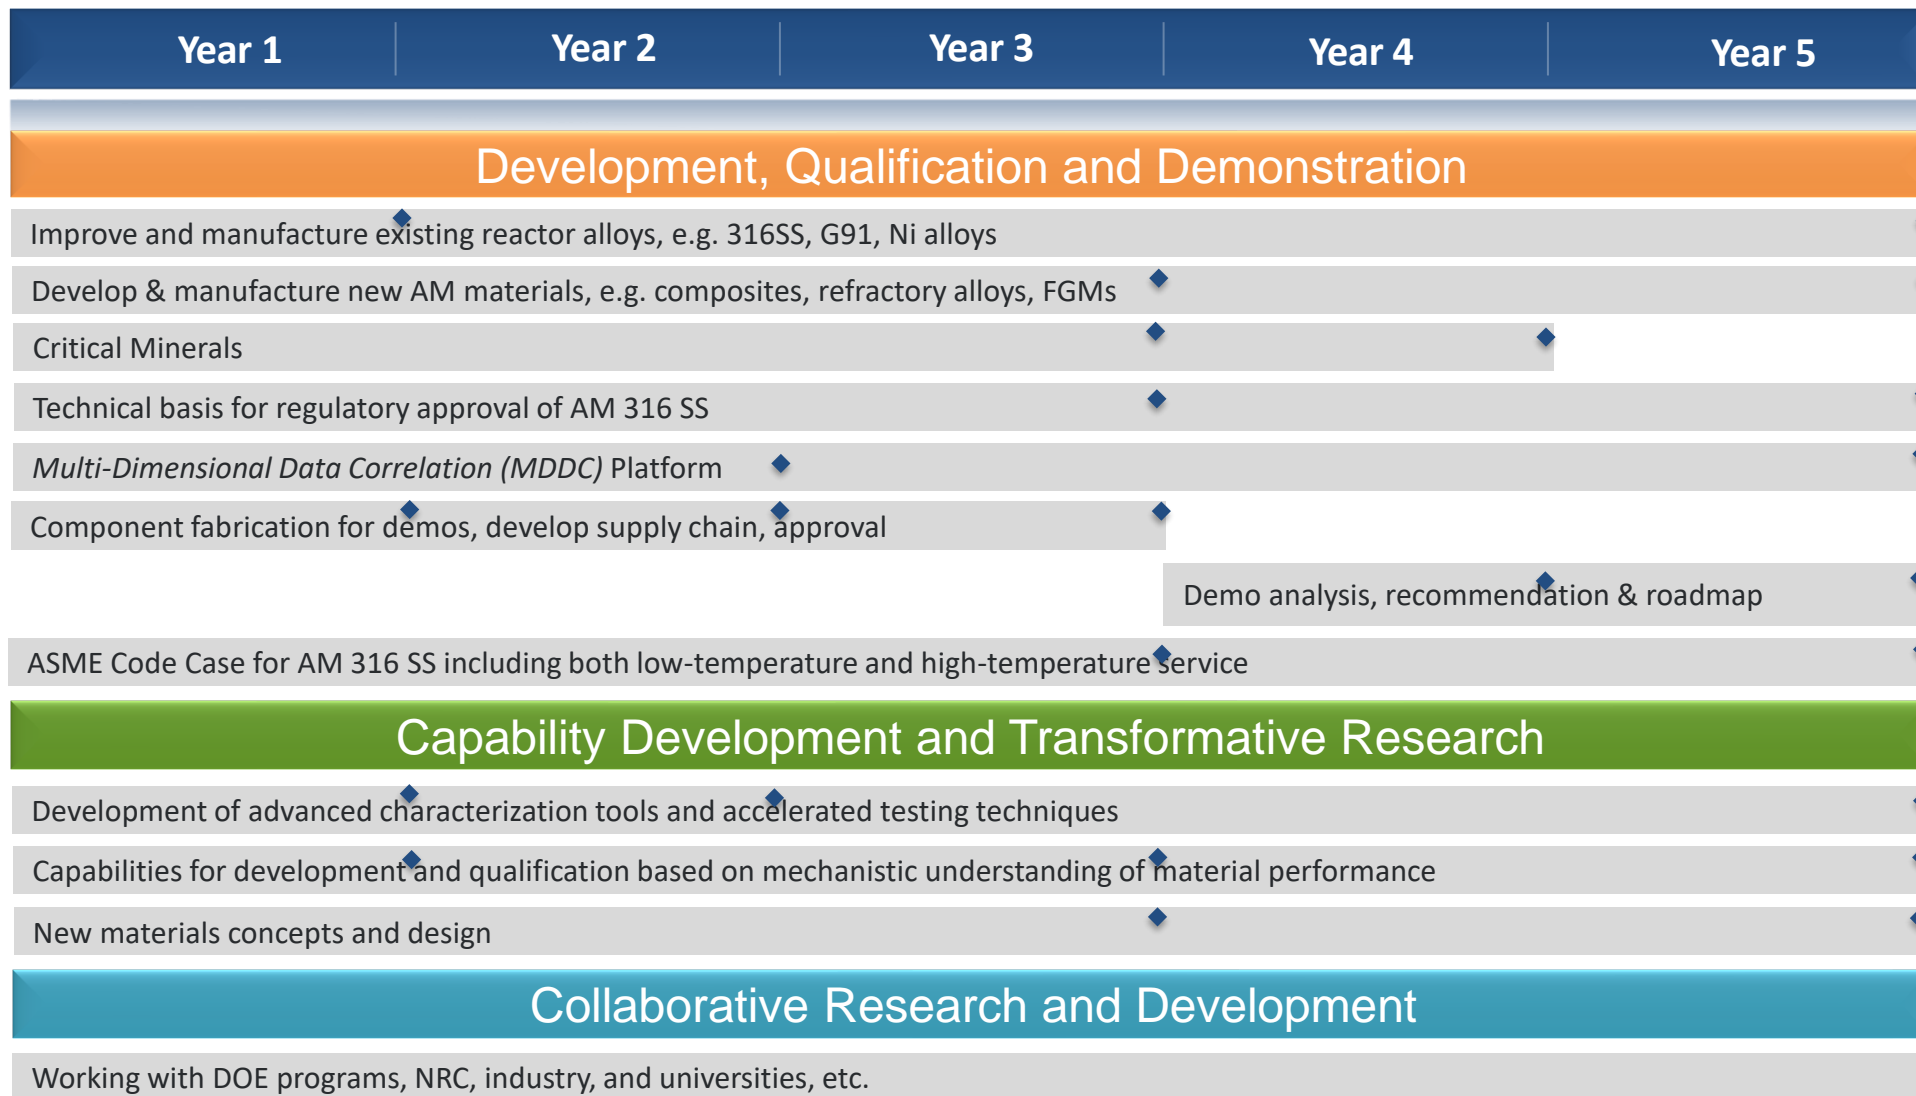 Year 1 Year 2 Year 3 Year 4 Year 5
Development, Qualification and Demonstration
Improve and manufacture existing reactor alloys, e.g. 316SS, G91, Ni alloys
Develop & manufacture new AM materials, e.g. composites, refractory alloys, FGMs
Critical Minerals
Technical basis for regulatory approval of AM 316 SS
Multi-Dimensional Data Correlation (MDDC) Platform
Component fabrication for demos, develop supply chain, approval
Demo analysis, recommendation & roadmap
ASME Code Case for AM 316 SS including both low-temperature and high-temperature service
Capability Development and Transformative Research
Development of advanced characterization tools and accelerated testing techniques
Capabilities for development and qualification based on mechanistic understanding of material performance
New materials concepts and design
Collaborative Research and Development
Working with DOE programs, NRC, industry, and universities, etc.